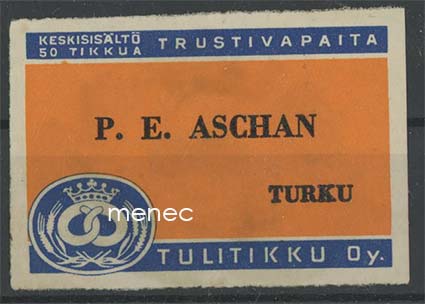 KESKISISÄLTÖ
50 TIKKUA
TRUSTIVAPAITA
P. E. ASCHAN
TURKU
menec
TULITIKKU Oy.